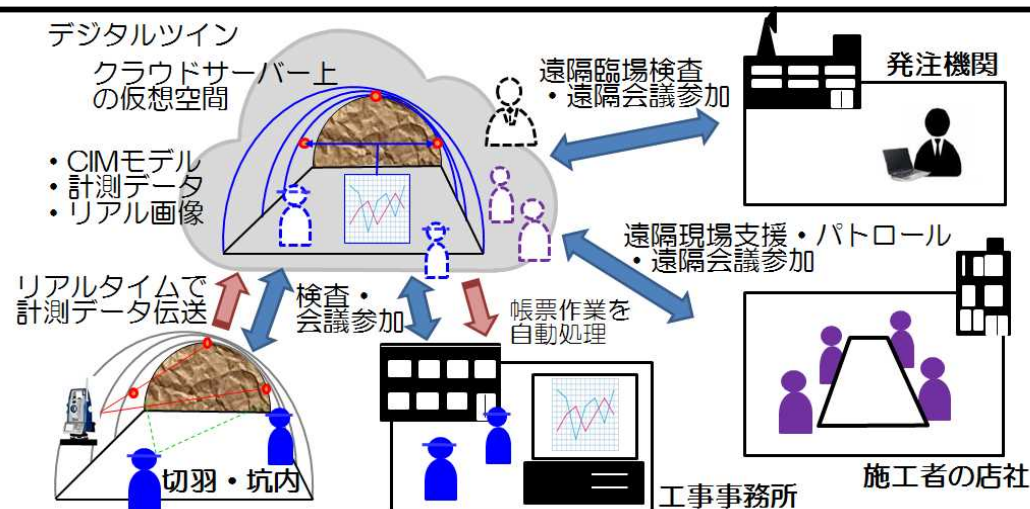 デジタルツイン
クラウドサーバー上
の仮想空間
・CIMモデル
・計測データ
・リアル画像
遠隔臨場検査
・遠隔会議参加
発注機関
遠隔現場支援・パトロール
・遠隔会議参加
リアルタイムで
計測データ伝送
検査・
会議参加
帳票作業を
自動処理
切羽・坑内
工事事務所
施工者の店社